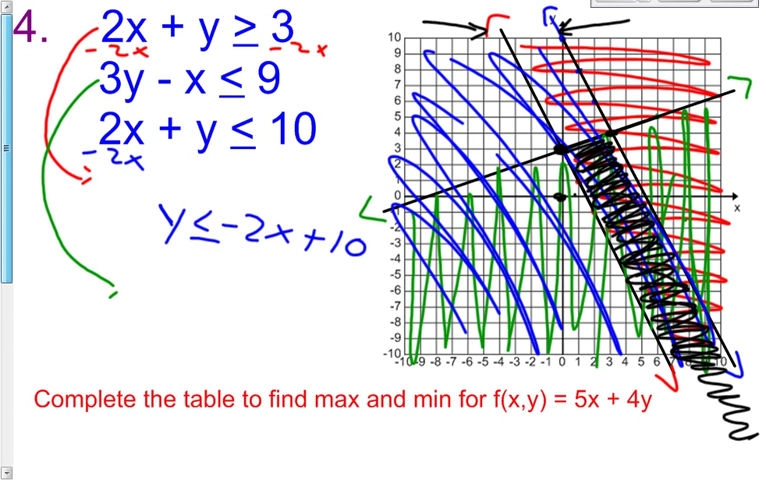 4. 2x + y ≥ 3
- 2x - 2x
3y - x ≤ 9
2x + y ≤ 10
- 2x
y ≤ -2x + 10
10
9
8
7
6
5
4
3
2
1
0
-1
-2
-3
-4
-5
-6
-7
-8
-9
-10
x
-10 -9 -8 -7 -6 -5 -4 -3 -2 -1 0 1 2 3 4 5 6 7 10
Complete the table to find max and min for f(x,y) = 5x + 4y